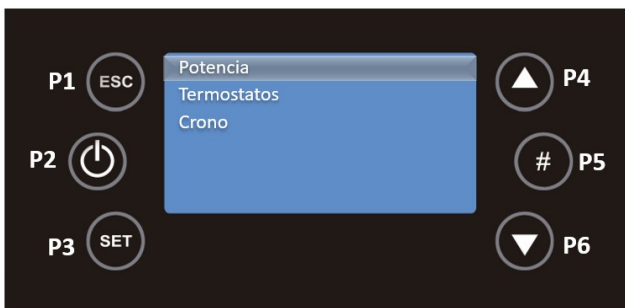 P1 ESC
Potencia
Termostatos
Crono
P2
P3 SET
P4
# P5
P6